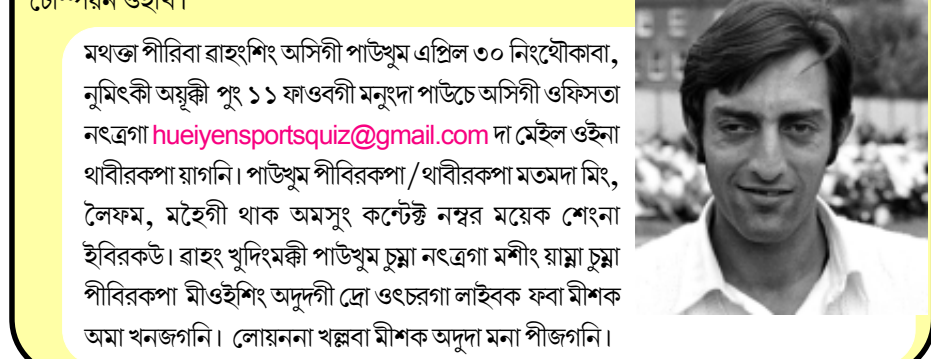 চেম্পিয়ন ওইখি।
মথক্তা পীরিবা ৱাহংশিং অসিগী পাউখুম এপ্রিল ৩০ নিংথৌকাবা,
নুমিৎকী অয়ূক্কী পুং ১১ ফাওবগী মনুংদা পাউচে অসিগী ওফিসতা
নৎত্রগা hueiyensportsquiz@gmail.com দা মেইল ওইনা
থাবীরকপা য়াগনি। পাউখুম পীবিরকপা/থাবীরকপা মতমদা মিং,
লৈফম, মহৈগী থাক অমসুং কন্টেক্ট নম্বর ময়েক শেংনা
ইবিরকউ। ৱাহং খুদিংমক্কী পাউখুম চুম্না নৎত্রগা মশীং য়াম্না চুম্না
পীবিরকপা মীওইশিং অদুদগী দ্রো ওৎচরগা লাইবক ফবা মীশক
অমা খনজগনি। লোয়ননা খল্লবা মীশক অদুদা মনা পীজগনি।